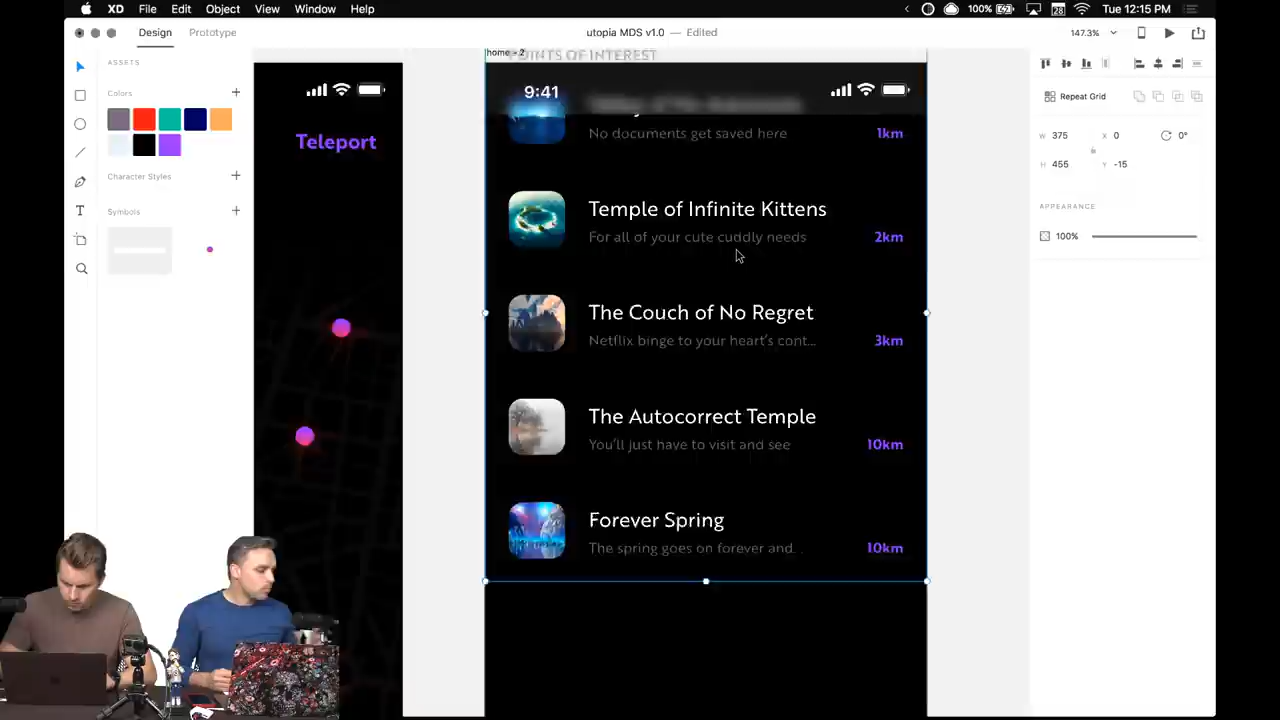 XD File Edit Object View Window Help
100% 28 Tue 12:15 PM
Design Prototype
utopia MDS v1.0 — Edited
147.3%
ASSETS
Colors
Character Styles
Symbols
Teleport
home – 2
POINTS OF INTEREST
9:41
No documents get saved here
1km
Temple of Infinite Kittens
For all of your cute cuddly needs
2km
The Couch of No Regret
Netflix binge to your heart's cont...
3km
The Autocorrect Temple
You'll just have to visit and see
10km
Forever Spring
The spring goes on forever and...
10km
Repeat Grid
W 375 X 0 0°
H 455 Y -15
APPEARANCE
100%